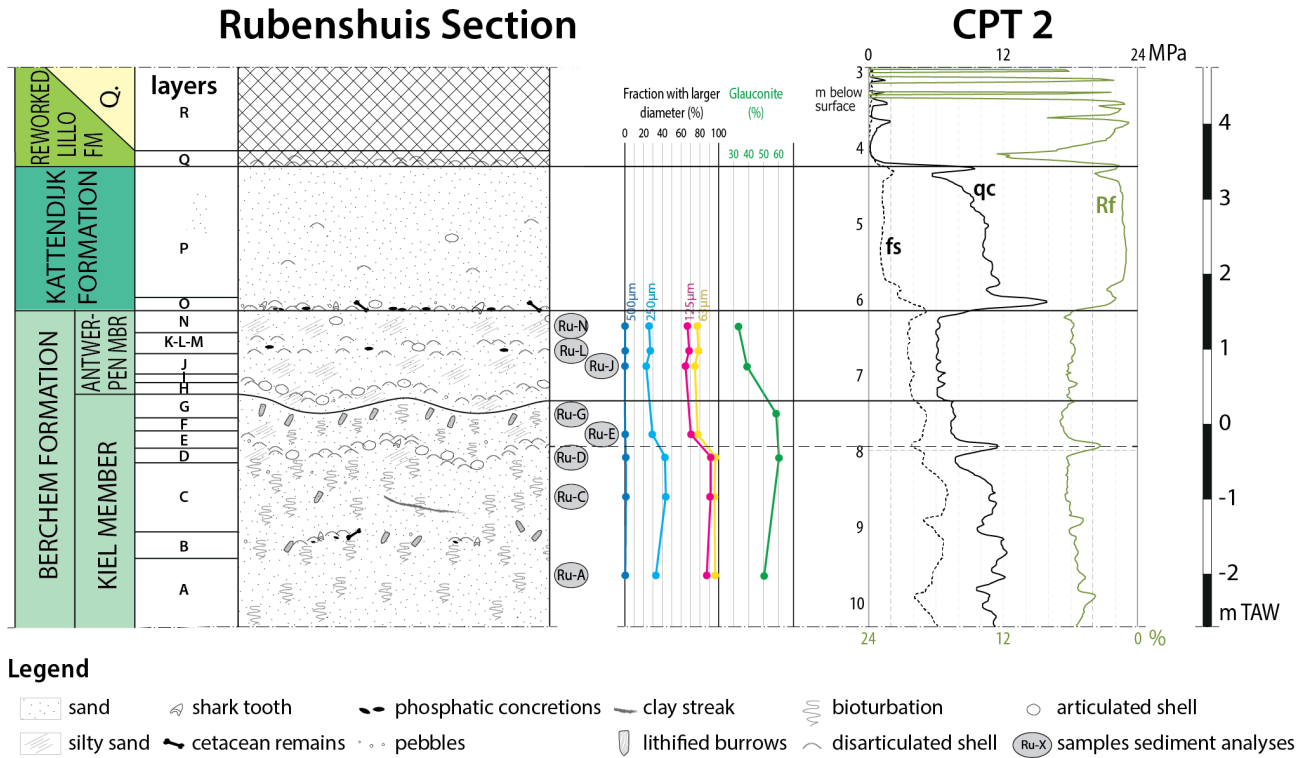 Rubenshuis Section
CPT 2
REWORKED
LILLO
FM
Q.
KATTENDIJK
FORMATION
BERCHEM FORMATION
ANTWER-
PEN MBR
KIEL MEMBER
layers
R
Q
P
O
N
K-L-M
J
I
H
G
F
E
D
C
B
A
Ru-N
Ru-L
Ru-J
Ru-G
Ru-E
Ru-D
Ru-C
Ru-A
Fraction with larger
diameter (%)
0 20 40 60 80 100
Glauconite
(%)
30 40 50 60
500µm
250µm
125µm
63µm
0 12 24 MPa
m below
surface
3
4
5
6
7
8
9
10
qc
fs
Rf
24 12 0 %
4
3
2
1
0
-1
-2
m TAW
Legend
sand
shark tooth
phosphatic concretions
clay streak
bioturbation
articulated shell
silty sand
cetacean remains
pebbles
lithified burrows
disarticulated shell
Ru-X
samples sediment analyses